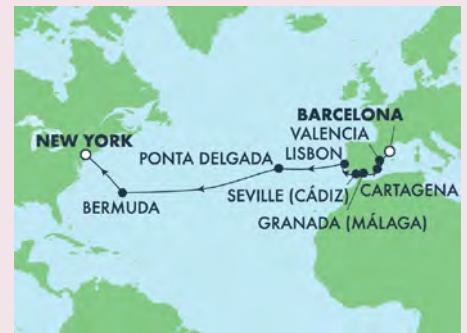 BARCELONA
VALENCIA
NEW YORK
LISBON
PONTA DELGADA
SEVILLE (CÁDIZ)
CARTAGENA
BERMUDA
GRANADA (MÁLAGA)